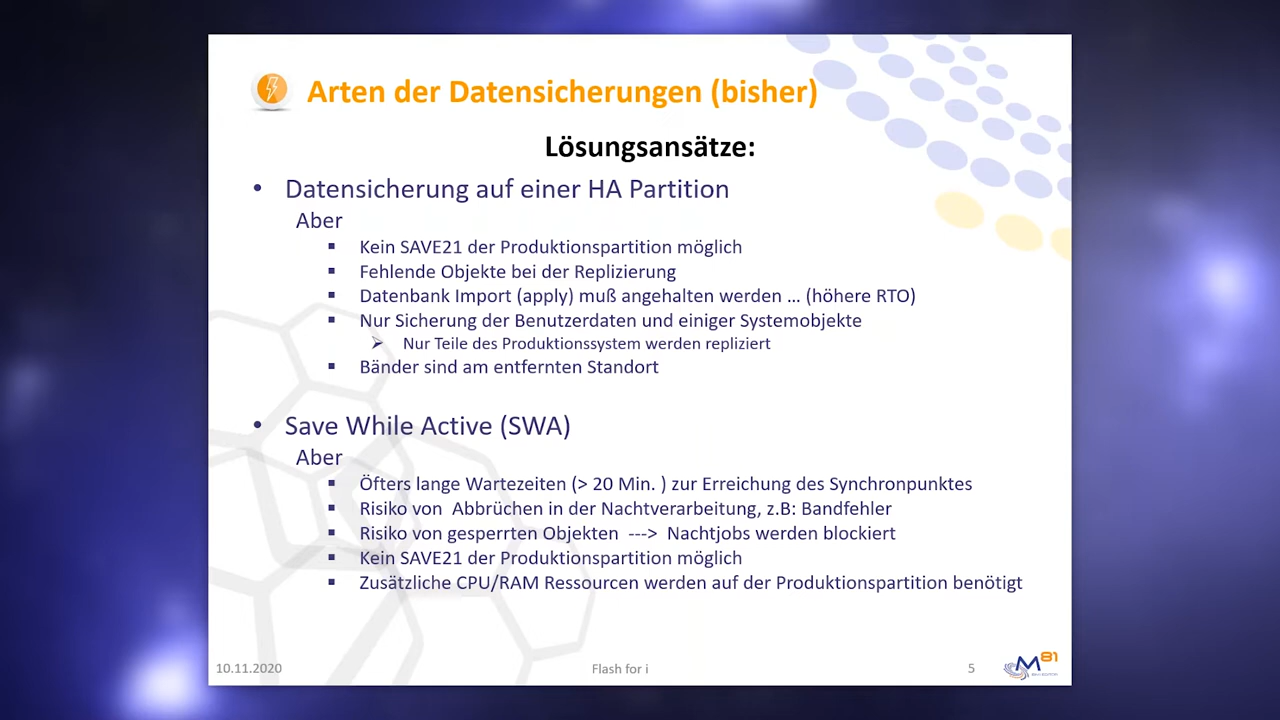 Arten der Datensicherungen (bisher)
Lösungsansätze:
• Datensicherung auf einer HA Partition
Aber
▪ Kein SAVE21 der Produktionspartition möglich
▪ Fehlende Objekte bei der Replizierung
▪ Datenbank Import (apply) muß angehalten werden … (höhere RTO)
▪ Nur Sicherung der Benutzerdaten und einiger Systemobjekte
➢ Nur Teile des Produktionssystem werden repliziert
▪ Bänder sind am entfernten Standort
• Save While Active (SWA)
Aber
▪ Öfters lange Wartezeiten (> 20 Min. ) zur Erreichung des Synchronpunktes
▪ Risiko von  Abbrüchen in der Nachtverarbeitung, z.B: Bandfehler
▪ Risiko von gesperrten Objekten  --->  Nachtjobs werden blockiert
▪ Kein SAVE21 der Produktionspartition möglich
▪ Zusätzliche CPU/RAM Ressourcen werden auf der Produktionspartition benötigt
10.11.2020 Flash for i 5 M81